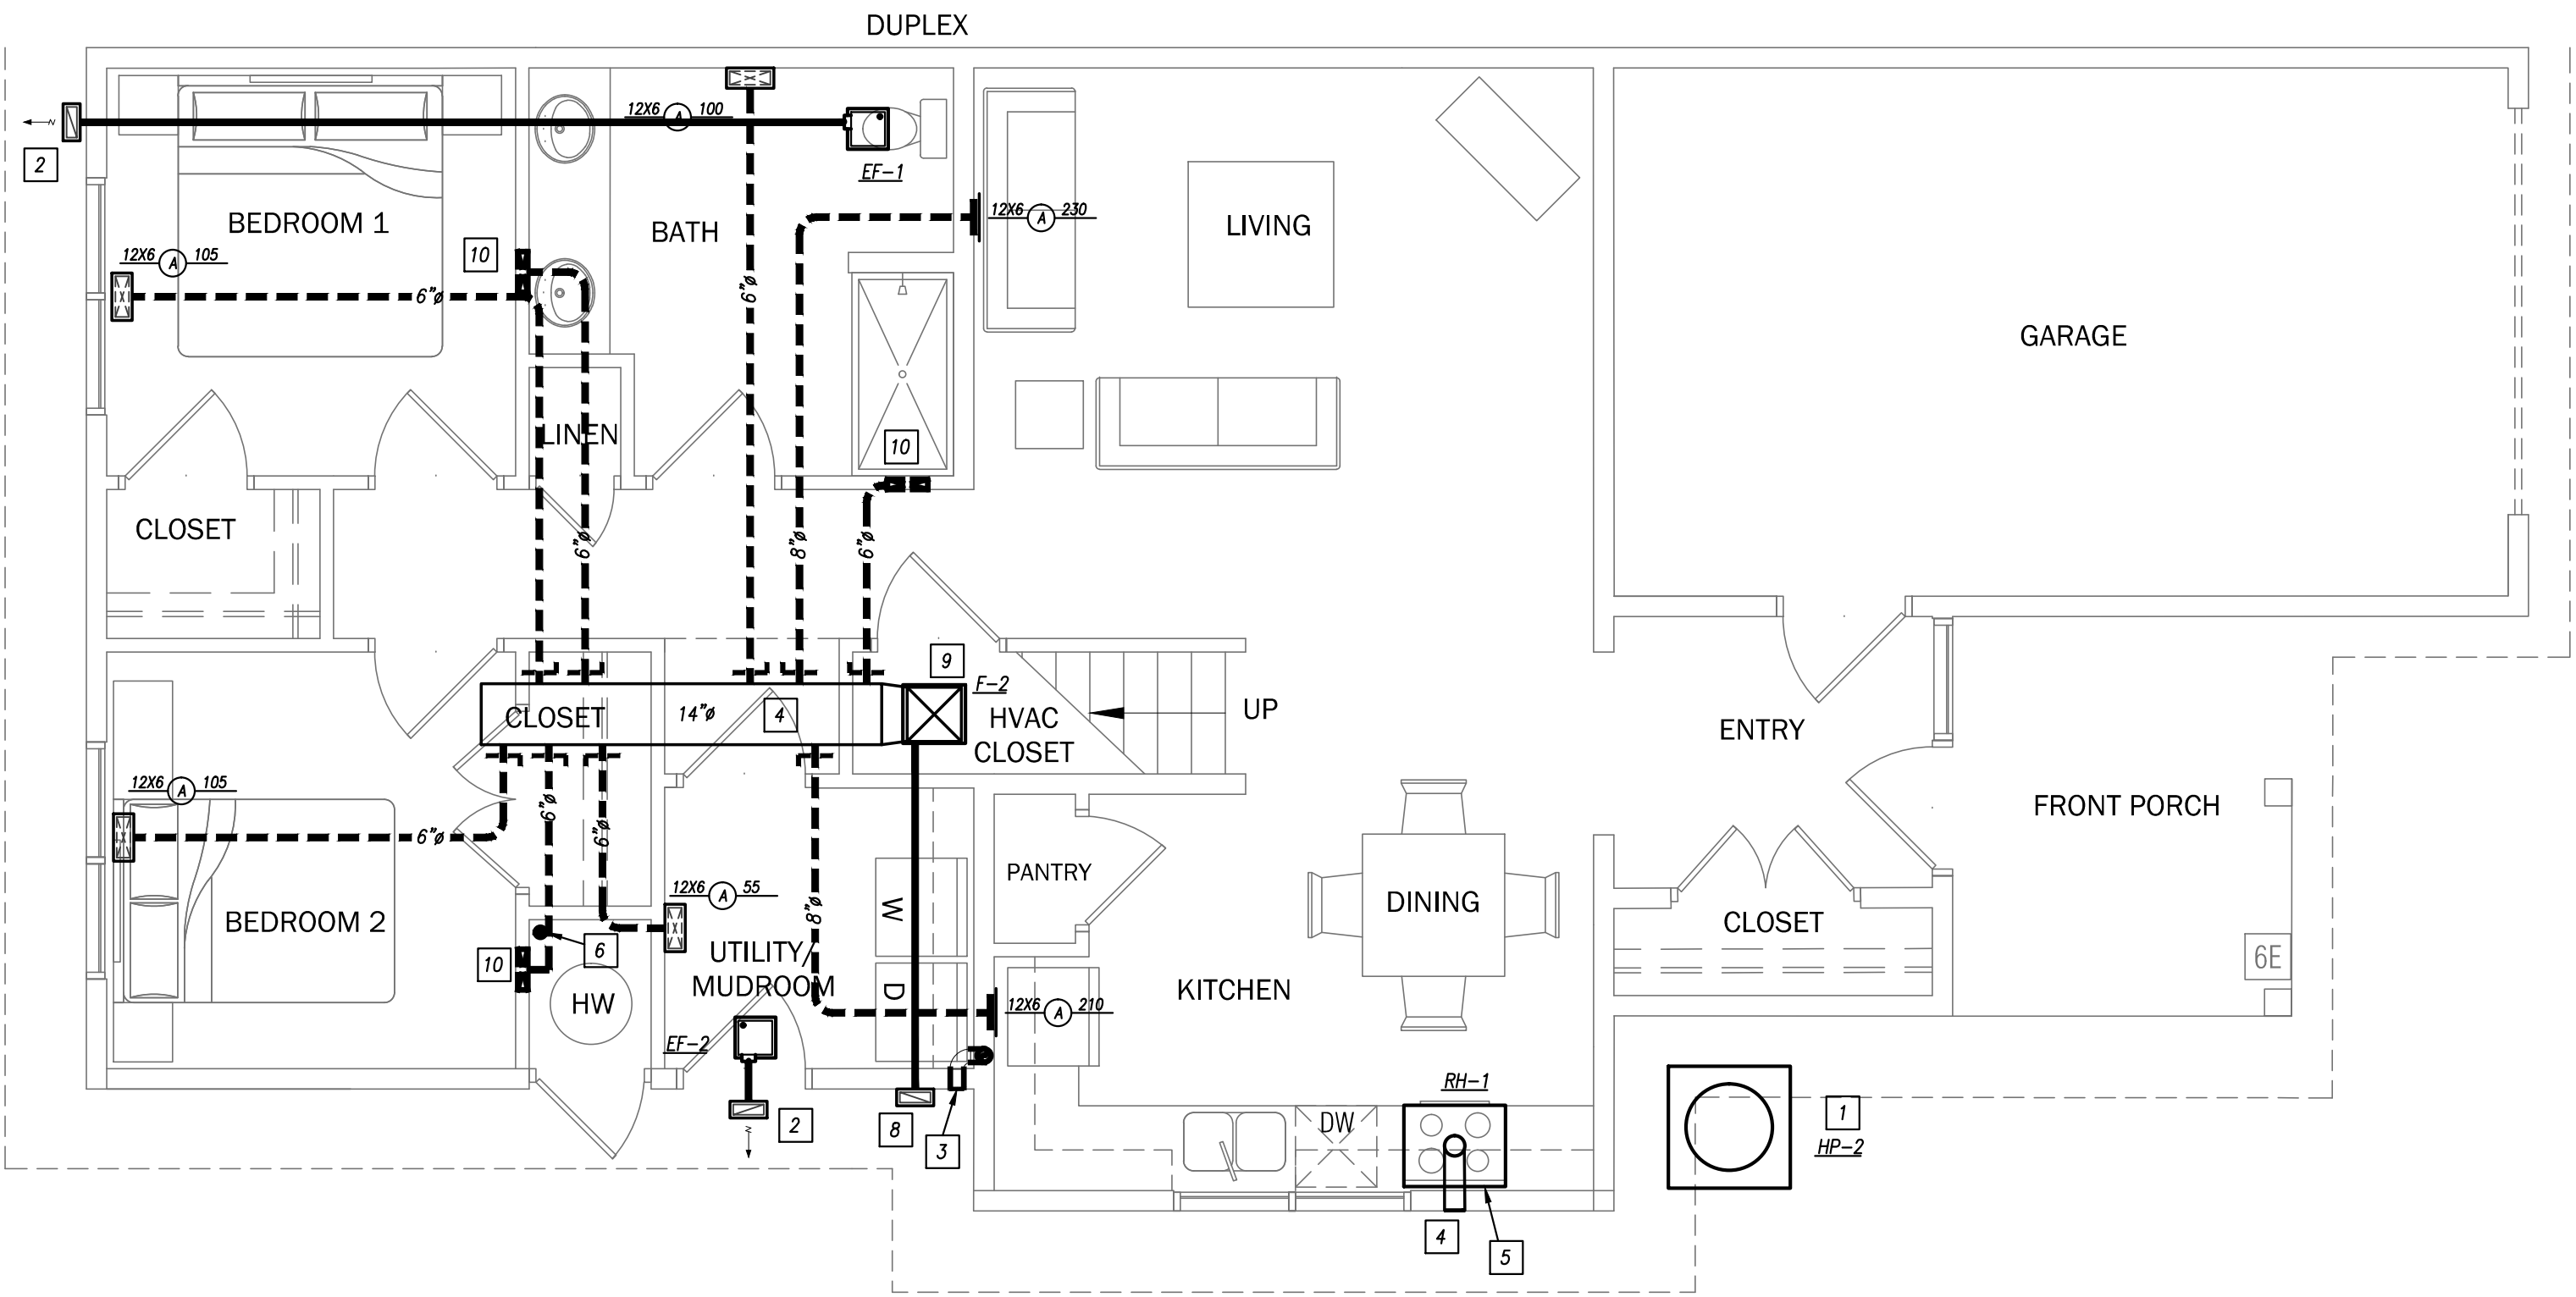 DUPLEX
12X6 A 100
2
EF-1
BEDROOM 1
BATH
12X6 A 230
LIVING
10
12X6 A 105
6"ø
6"ø
GARAGE
LINEN
10
CLOSET
6"ø
8"ø
6"ø
9
F-2
CLOSET
14"ø
4
HVAC
CLOSET
UP
ENTRY
12X6 A 105
6"ø
6"ø
6"ø
FRONT PORCH
PANTRY
12X6 A 55
W
8"ø
DINING
BEDROOM 2
CLOSET
6
10
UTILITY/
MUDROOM
6E
D
KITCHEN
HW
12X6 A 210
EF-2
RH-1
DW
1
HP-2
2
8
3
4
5